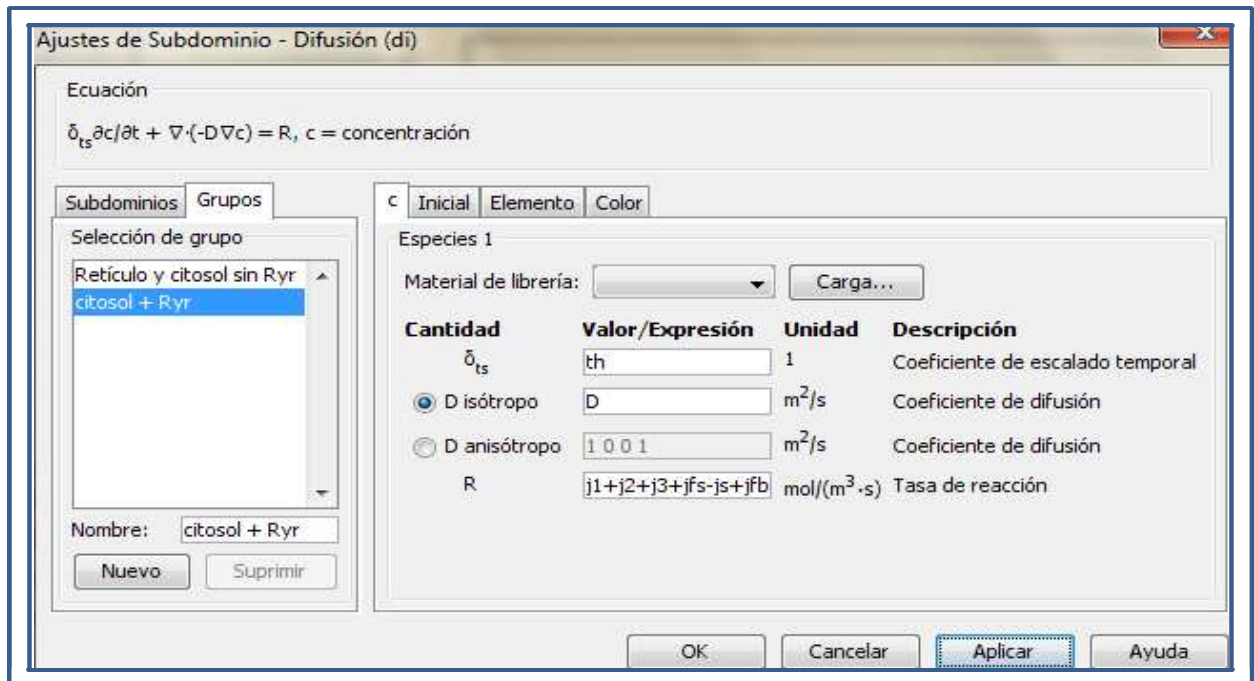 Ajustes de Subdominio - Difusión (di)
Ecuación
δts∂c/∂t + ∇·(-D∇c) = R, c = concentración
Subdominios Grupos
c Inicial Elemento Color
Selección de grupo
Retículo y citosol sin Ryr
citosol + Ryr
Nombre: citosol + Ryr
Nuevo Suprimir
Especies 1
Material de librería: Carga...
Cantidad Valor/Expresión Unidad Descripción
δts th 1 Coeficiente de escalado temporal
D isótropo D m²/s Coeficiente de difusión
D anisótropo 1 0 0 1 m²/s Coeficiente de difusión
R j1+j2+j3+jfs-js+jfb mol/(m³·s) Tasa de reacción
OK Cancelar Aplicar Ayuda